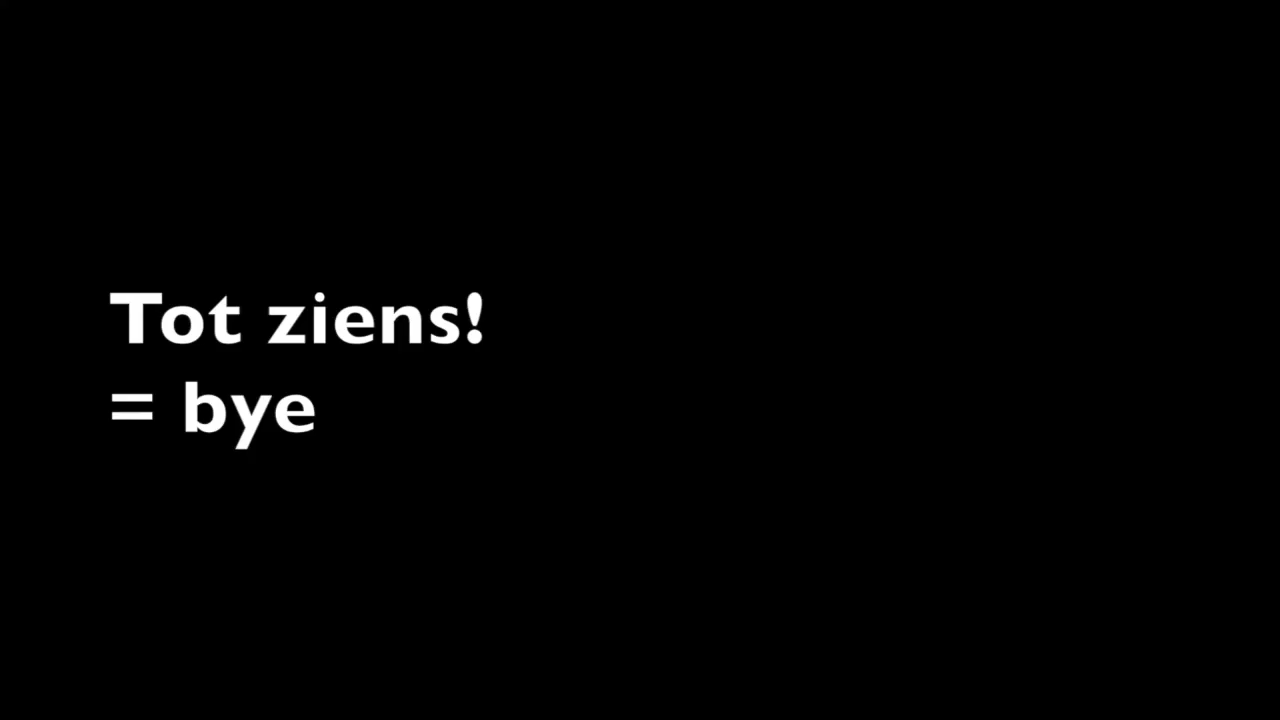 Tot ziens!
= bye